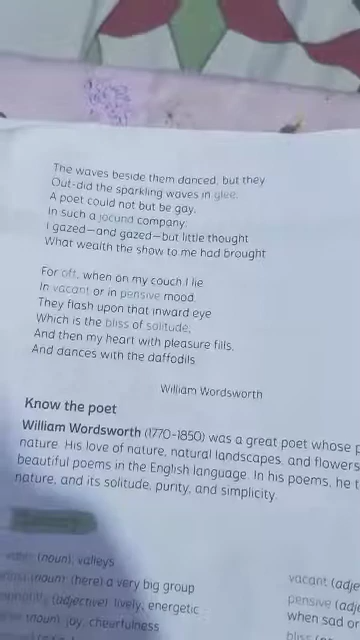 The waves beside them danced, but they
Out-did the sparkling waves in glee.
A poet could not but be gay,
In such a jocund company.
I gazed—and gazed—but little thought
What wealth the show to me had brought
For oft, when on my couch I lie
In vacant or in pensive mood,
They flash upon that inward eye
Which is the bliss of solitude;
And then my heart with pleasure fills,
And dances with the daffodils
William Wordsworth
Know the poet
William Wordsworth (1770-1850) was a great poet whose
nature. His love of nature, natural landscapes, and flowers
beautiful poems in the English language. In his poems, he
nature, and its solitude, purity, and simplicity.
(noun); valleys
(noun): (here) a very big group
(adjective): lively, energetic
(noun): joy, cheerfulness
vacant (adje
pensive (adj
when sad or
bliss (